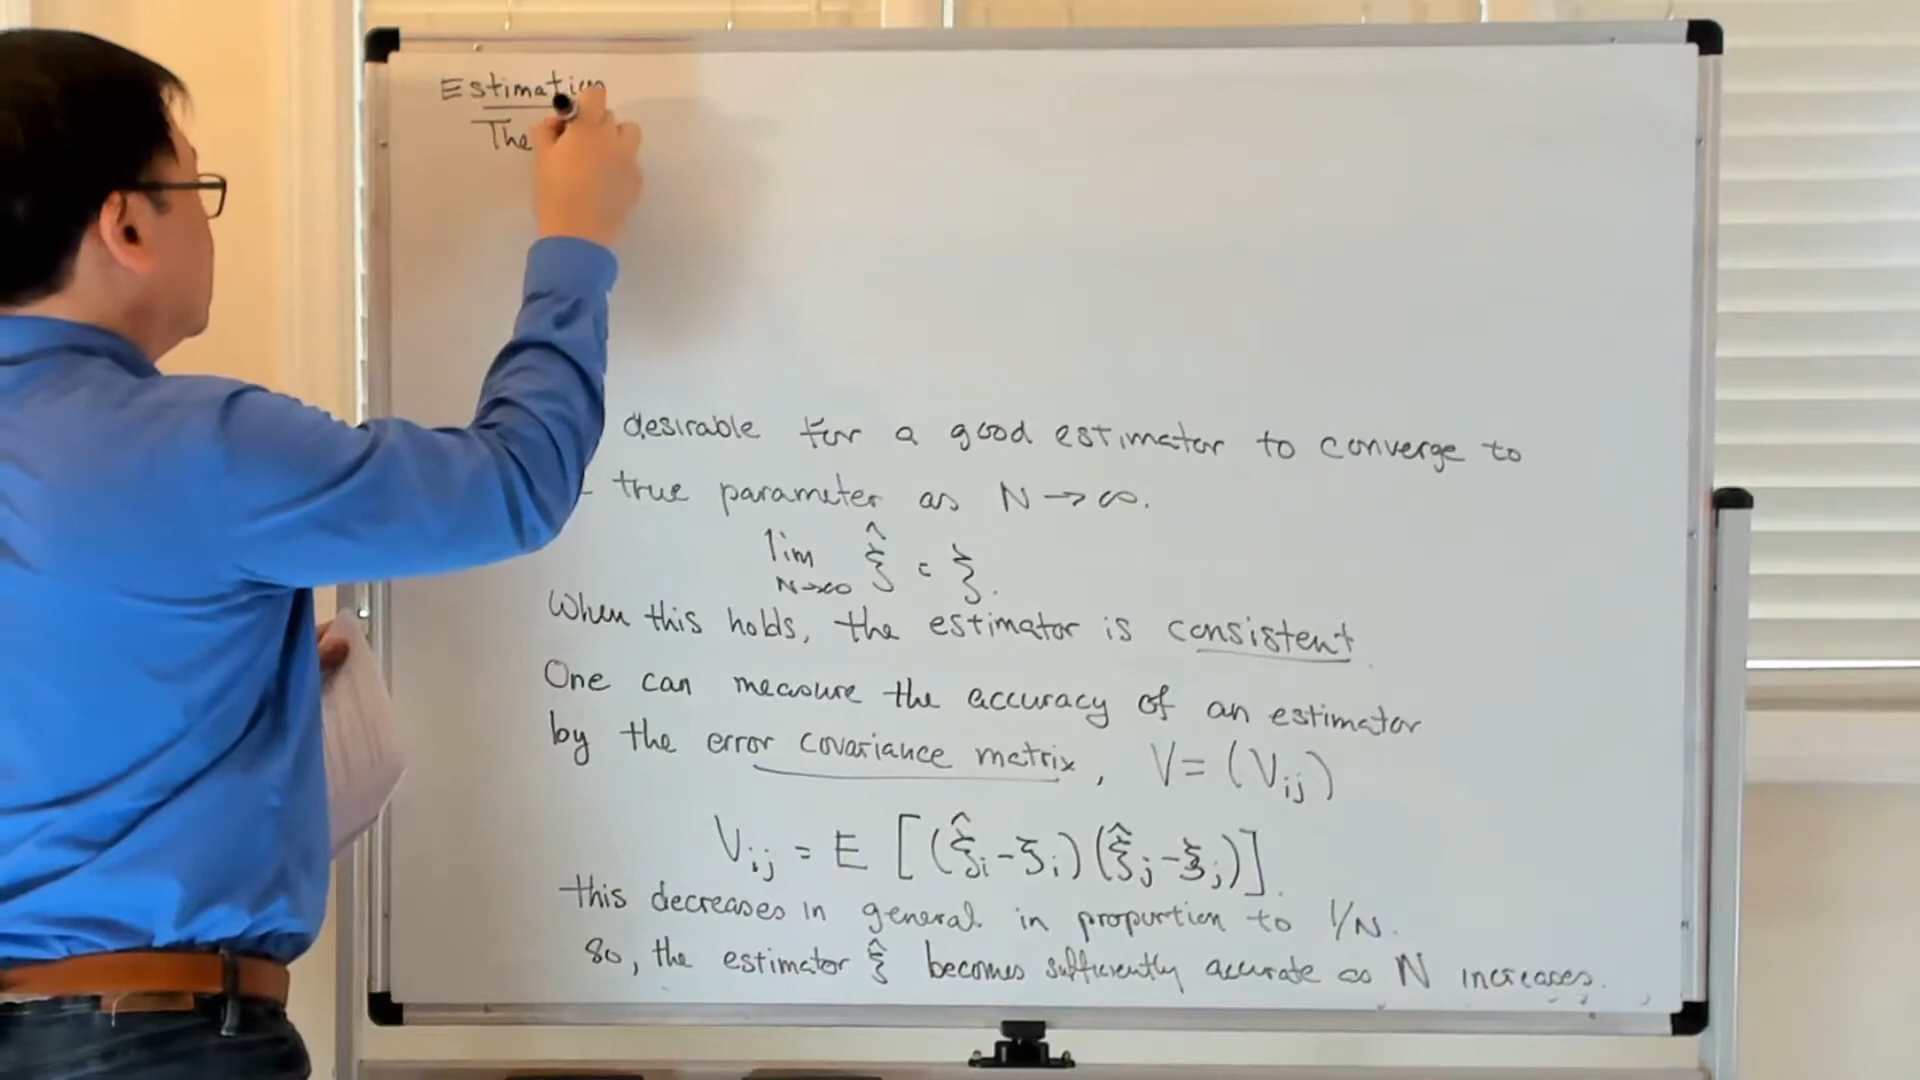 Estimation
The
desirable for a good estimator to converge to
true parameter as N → ∞.
lim N→∞ ξ̂ = ξ.
When this holds, the estimator is consistent.
One can measure the accuracy of an estimator
by the error covariance matrix, V = (Vij)
Vij = E [(ξ̂i - ξi)(ξ̂j - ξj)].
this decreases in general in proportion to 1/N.
So, the estimator ξ̂ becomes sufficiently accurate as N increases.